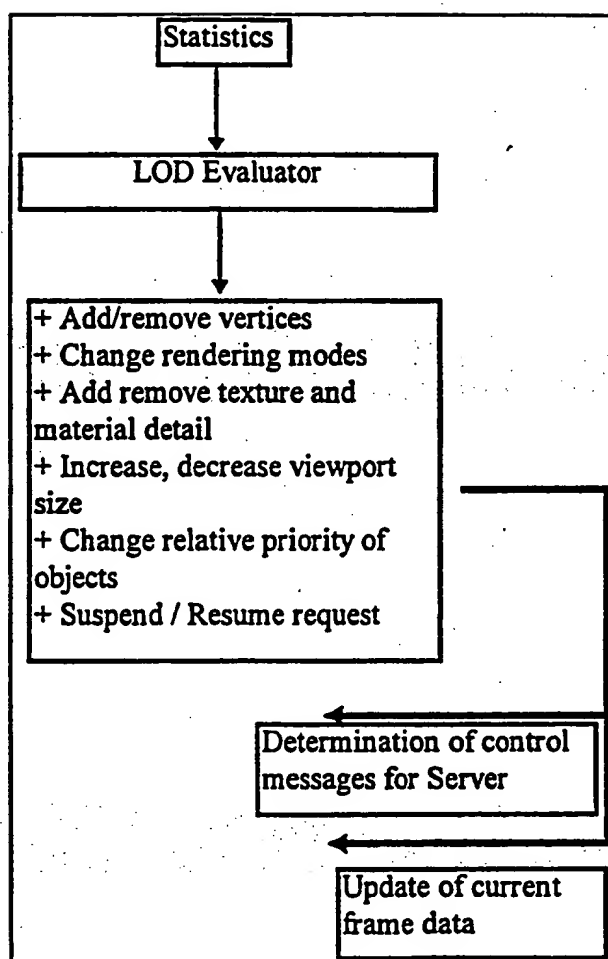 Statistics
LOD Evaluator
+ Add/remove vertices
+ Change rendering modes
+ Add remove texture and
material detail
+ Increase, decrease viewport
size
+ Change relative priority of
objects
+ Suspend / Resume request
Determination of control
messages for Server
Update of current
frame data